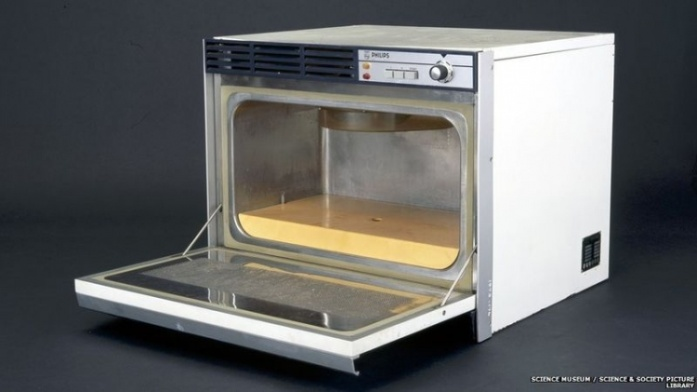 PHILIPS
SCIENCE MUSEUM / SCIENCE & SOCIETY PICTURE
LIBRARY